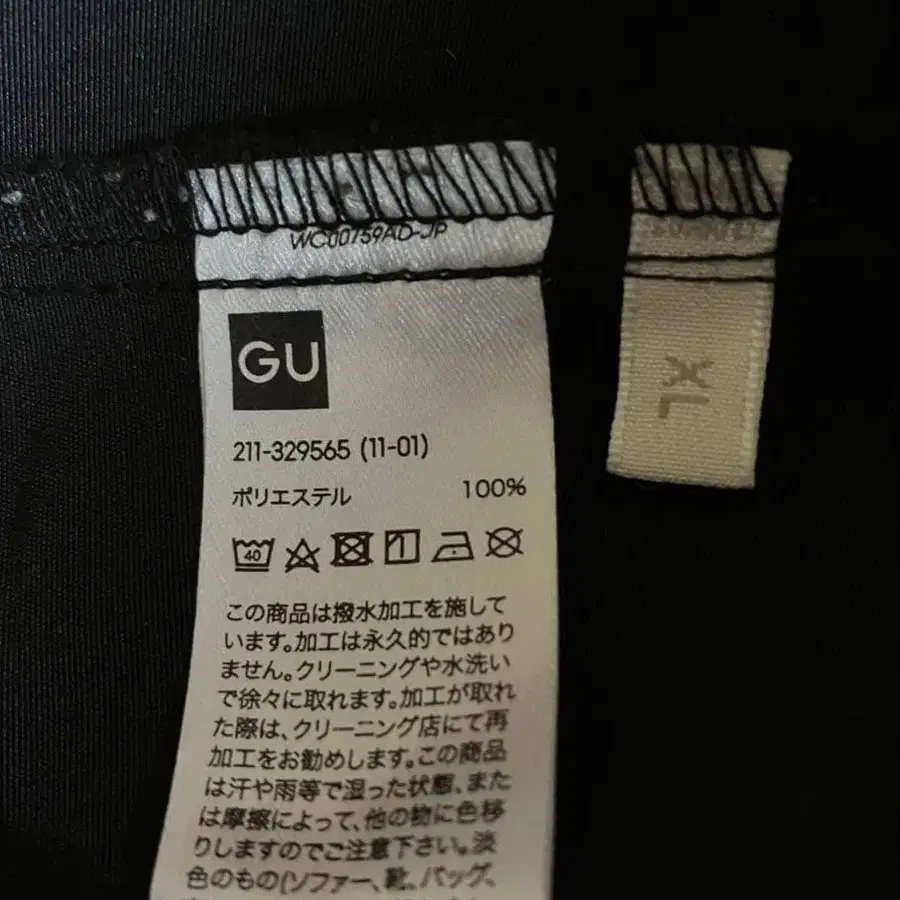 WC00759AD-JP
GU
211-329565 (11-01)
ポリエステル 100%
40
この商品は撥水加工を施して
います。加工は永久的ではあり
ません。クリーニングや水洗い
で徐々に取れます。加工が取れ
た際は、クリーニング店にて再
加工をお勧めします。この商品
は汗や雨等で湿った状態、また
は摩擦によって、他の物に色移
りしますのでご注意下さい。淡
色のもの(ソファー、靴、バッグ、
XL